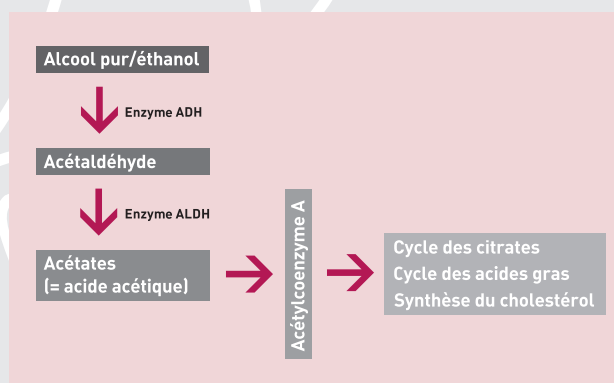 Alcool pur/éthanol
Enzyme ADH
Acétaldéhyde
Enzyme ALDH
Acétates
(= acide acétique)
Acétylcoenzyme A
Cycle des citrates
Cycle des acides gras
Synthèse du cholestérol